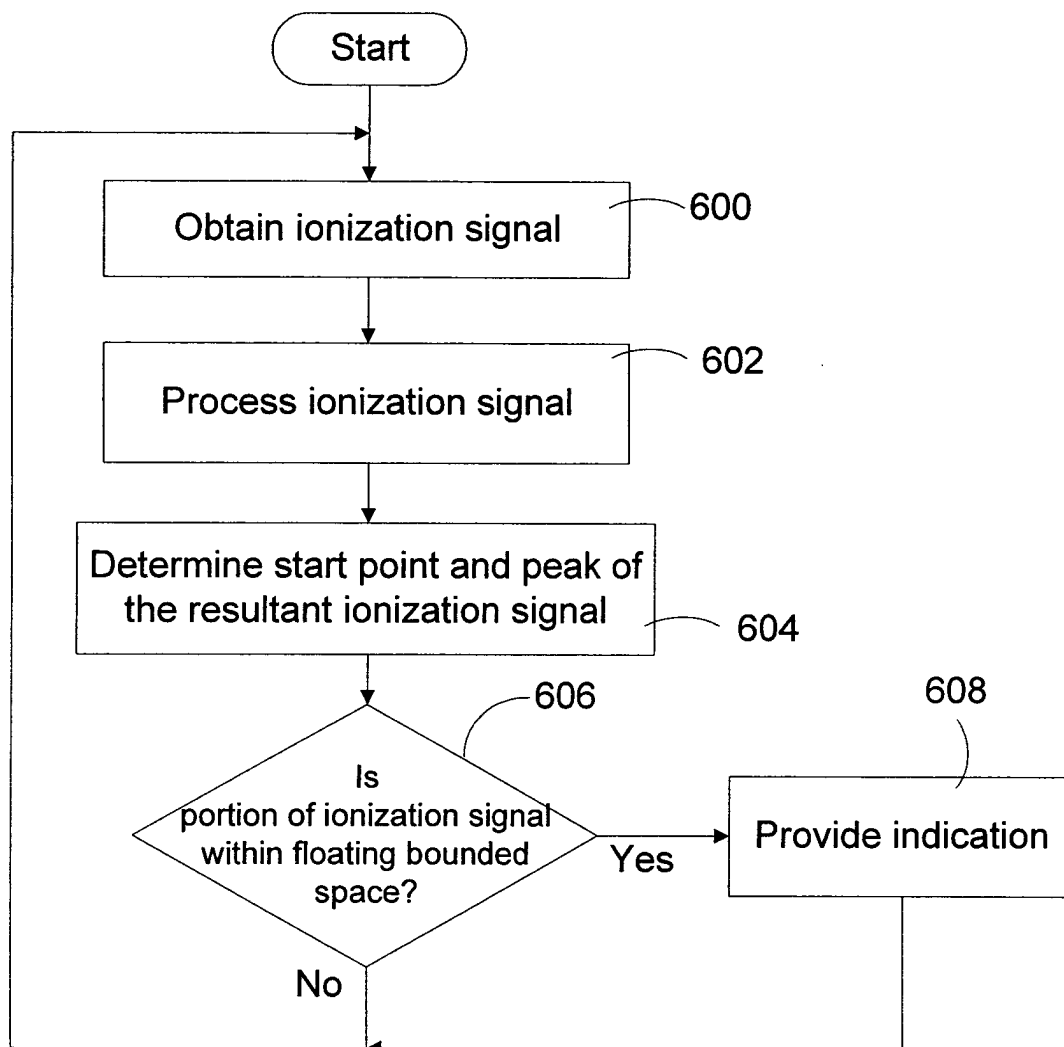 Start
Obtain ionization signal
600
Process ionization signal
602
Determine start point and peak of
the resultant ionization signal
604
606
Is
portion of ionization signal
within floating bounded
space?
Yes
No
608
Provide indication